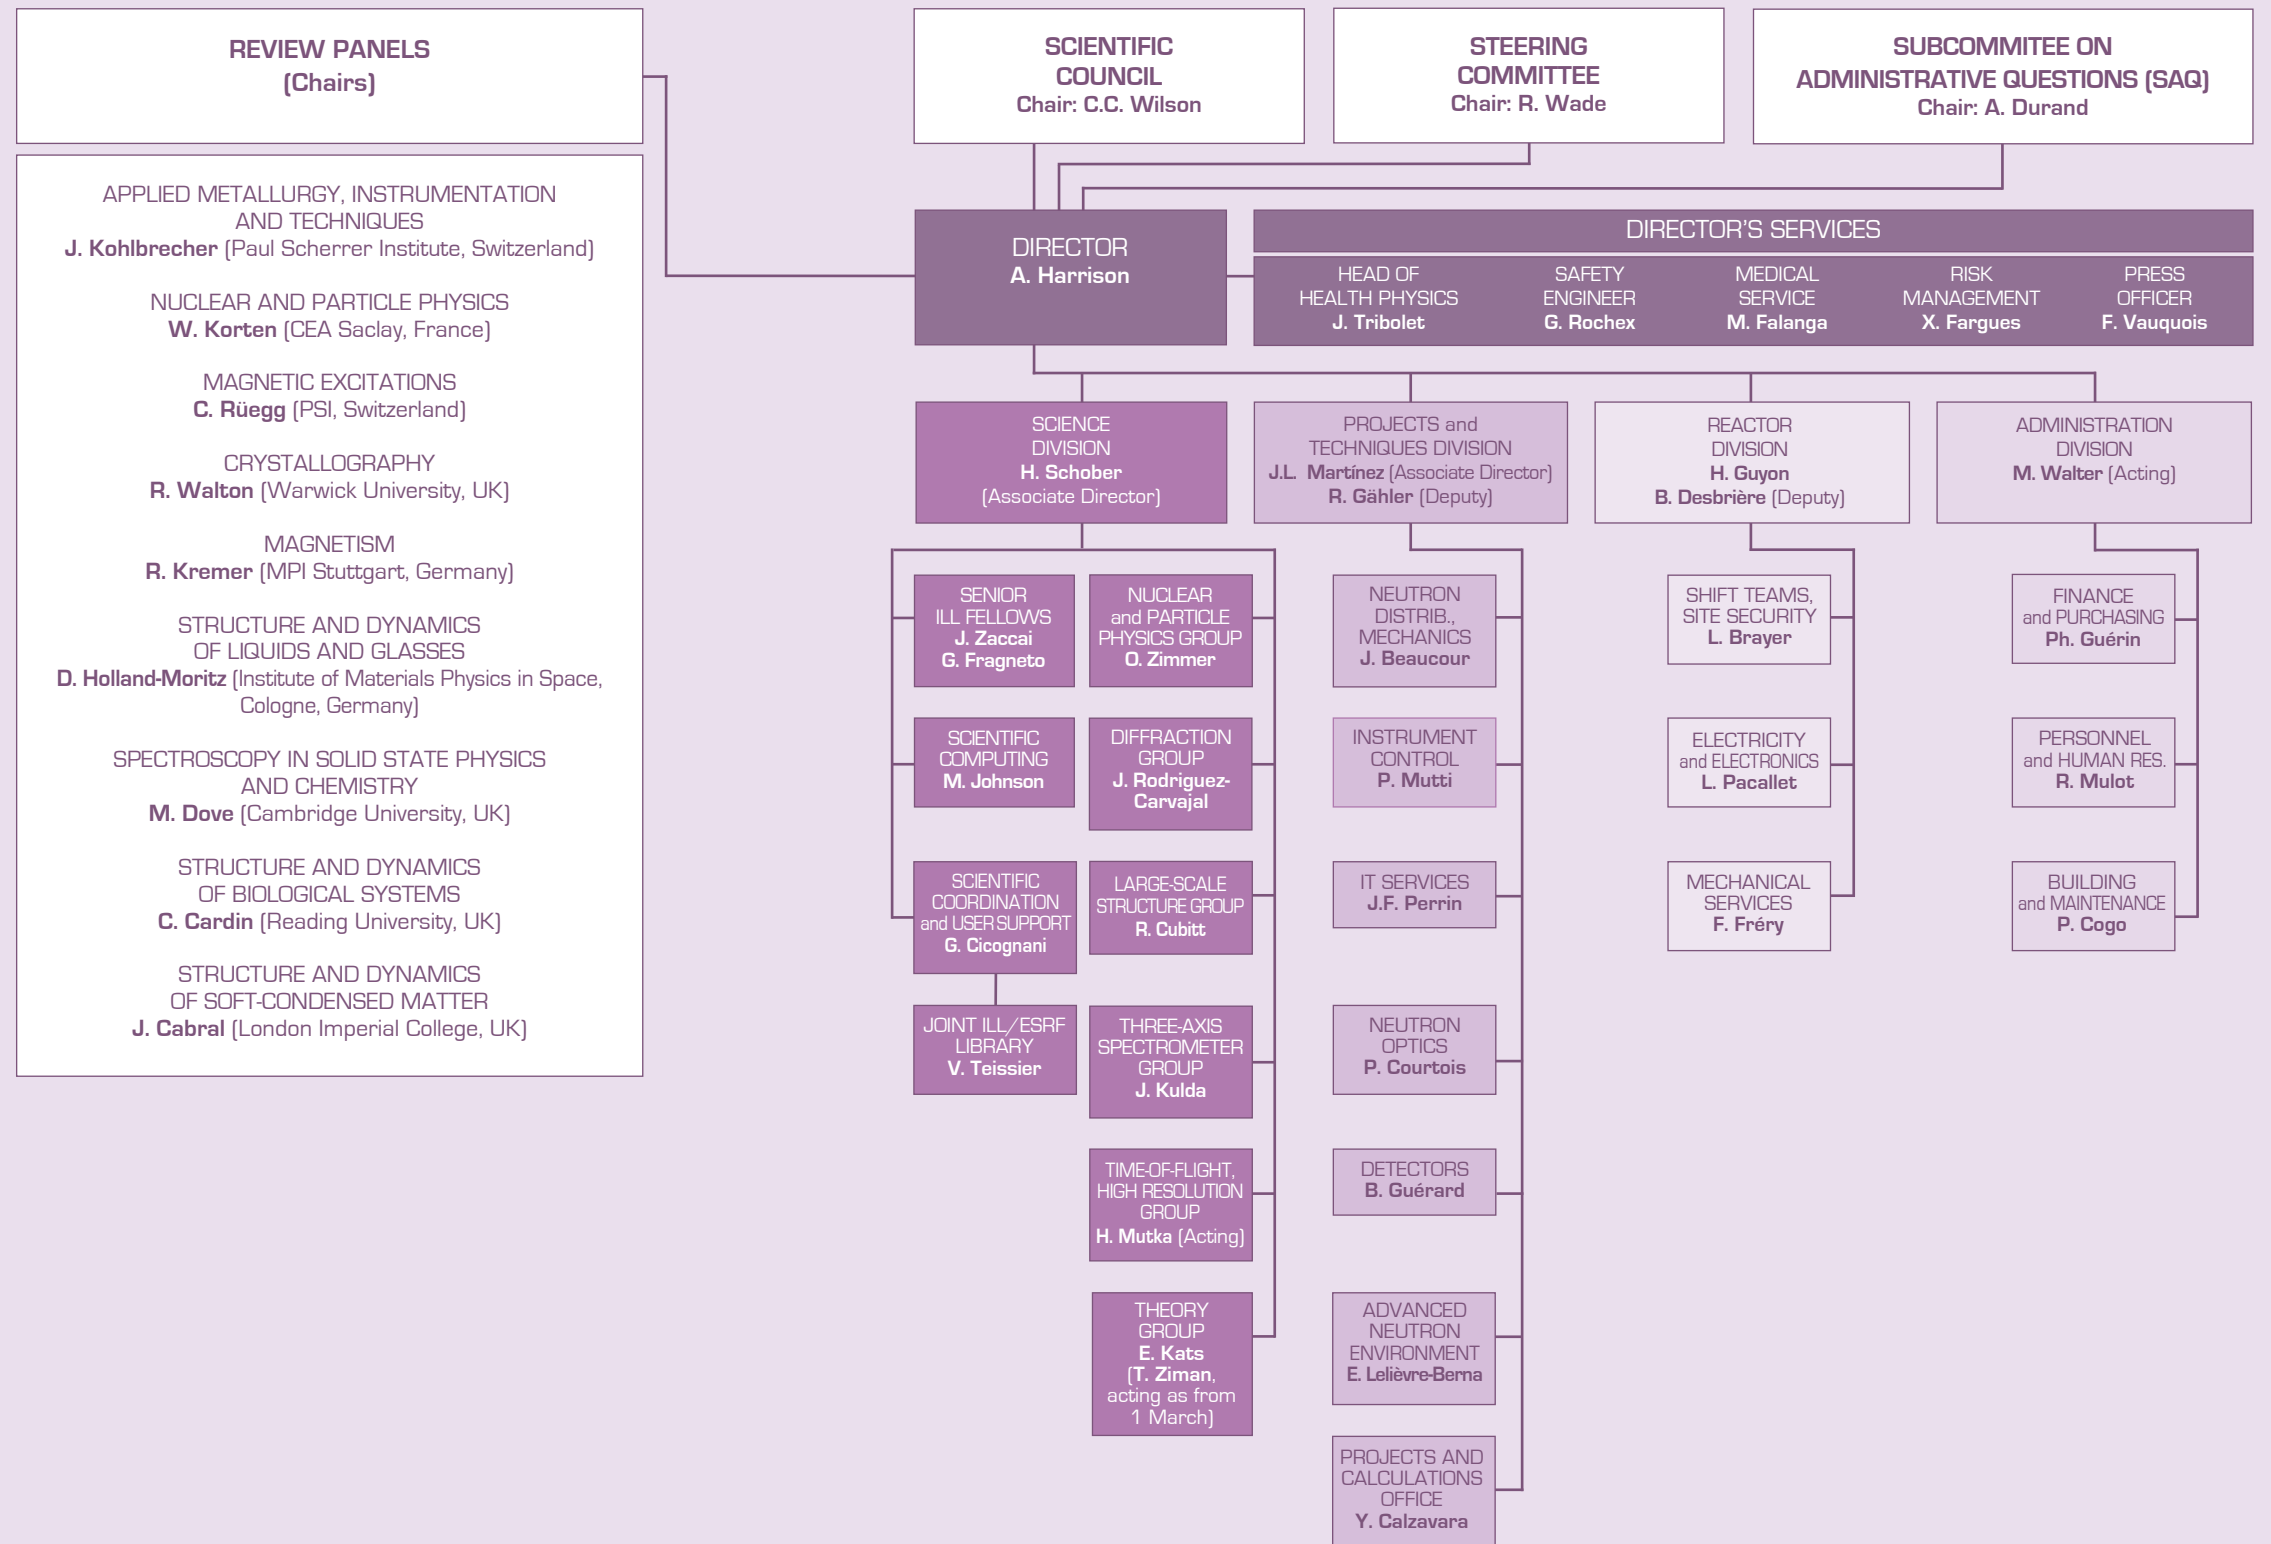 REVIEW PANELS
(Chairs)
APPLIED METALLURGY, INSTRUMENTATION
AND TECHNIQUES
J. Kohlbrecher (Paul Scherrer Institute, Switzerland)
NUCLEAR AND PARTICLE PHYSICS
W. Korten (CEA Saclay, France)
MAGNETIC EXCITATIONS
C. Rüegg (PSI, Switzerland)
CRYSTALLOGRAPHY
R. Walton (Warwick University, UK)
MAGNETISM
R. Kremer (MPI Stuttgart, Germany)
STRUCTURE AND DYNAMICS
OF LIQUIDS AND GLASSES
D. Holland-Moritz (Institute of Materials Physics in Space,
Cologne, Germany)
SPECTROSCOPY IN SOLID STATE PHYSICS
AND CHEMISTRY
M. Dove (Cambridge University, UK)
STRUCTURE AND DYNAMICS
OF BIOLOGICAL SYSTEMS
C. Cardin (Reading University, UK)
STRUCTURE AND DYNAMICS
OF SOFT-CONDENSED MATTER
J. Cabral (London Imperial College, UK)
SCIENTIFIC
COUNCIL
Chair: C.C. Wilson
STEERING
COMMITTEE
Chair: R. Wade
SUBCOMMITEE ON
ADMINISTRATIVE QUESTIONS (SAQ)
Chair: A. Durand
DIRECTOR
A. Harrison
DIRECTOR'S SERVICES
HEAD OF
HEALTH PHYSICS
J. Tribolet
SAFETY
ENGINEER
G. Rochex
MEDICAL
SERVICE
M. Falanga
RISK
MANAGEMENT
X. Fargues
PRESS
OFFICER
F. Vauquois
SCIENCE
DIVISION
H. Schober
(Associate Director)
PROJECTS and
TECHNIQUES DIVISION
J.L. Martínez (Associate Director)
R. Gähler (Deputy)
REACTOR
DIVISION
H. Guyon
B. Desbrière (Deputy)
ADMINISTRATION
DIVISION
M. Walter (Acting)
SENIOR
ILL FELLOWS
J. Zaccai
G. Fragneto
SCIENTIFIC
COMPUTING
M. Johnson
SCIENTIFIC
COORDINATION
and USER SUPPORT
G. Cicognani
JOINT ILL/ESRF
LIBRARY
V. Teissier
NUCLEAR
and PARTICLE
PHYSICS GROUP
O. Zimmer
DIFFRACTION
GROUP
J. Rodriguez-
Carvajal
LARGE-SCALE
STRUCTURE GROUP
R. Cubitt
THREE-AXIS
SPECTROMETER
GROUP
J. Kulda
TIME-OF-FLIGHT,
HIGH RESOLUTION
GROUP
H. Mutka (Acting)
THEORY
GROUP
E. Kats
(T. Ziman,
acting as from
1 March)
NEUTRON
DISTRIB.,
MECHANICS
J. Beaucour
INSTRUMENT
CONTROL
P. Mutti
IT SERVICES
J.F. Perrin
NEUTRON
OPTICS
P. Courtois
DETECTORS
B. Guérard
ADVANCED
NEUTRON
ENVIRONMENT
E. Lelièvre-Berna
PROJECTS AND
CALCULATIONS
OFFICE
Y. Calzavara
SHIFT TEAMS,
SITE SECURITY
L. Brayer
ELECTRICITY
and ELECTRONICS
L. Pacallet
MECHANICAL
SERVICES
F. Fréry
FINANCE
and PURCHASING
Ph. Guérin
PERSONNEL
and HUMAN RES.
R. Mulot
BUILDING
and MAINTENANCE
P. Cogo